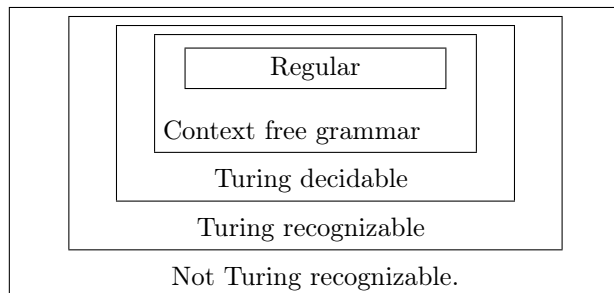 Regular
Context free grammar
Turing decidable
Turing recognizable
Not Turing recognizable.